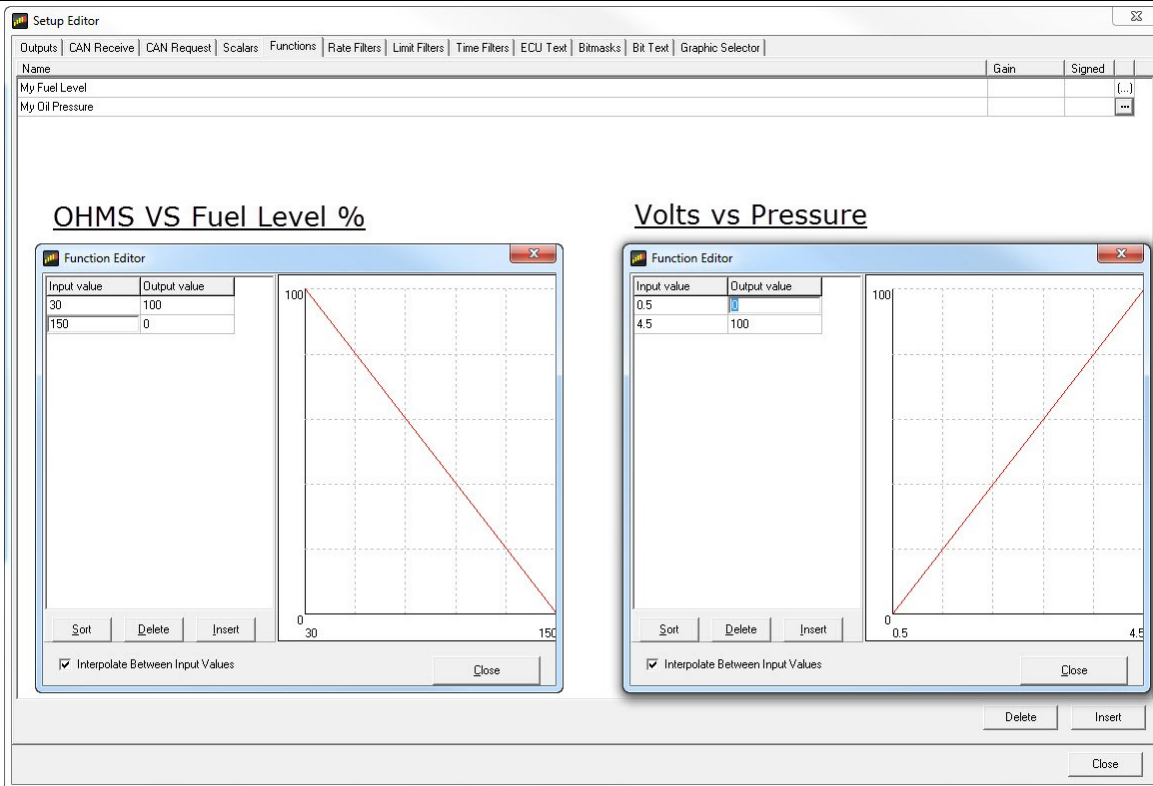 Setup Editor
Outputs CAN Receive CAN Request Scalars Functions Rate Filters Limit Filters Time Filters ECU Text Bitmasks Bit Text Graphic Selector
Name Gain Signed
My Fuel Level (...)
My Oil Pressure ...
OHMS VS Fuel Level %
Function Editor
Input value Output value
30 100
150 0
100
0
30 150
Sort Delete Insert
Interpolate Between Input Values
Close
Volts vs Pressure
Function Editor
Input value Output value
0.5 0
4.5 100
100
0
0.5 4.5
Sort Delete Insert
Interpolate Between Input Values
Close
Delete Insert
Close